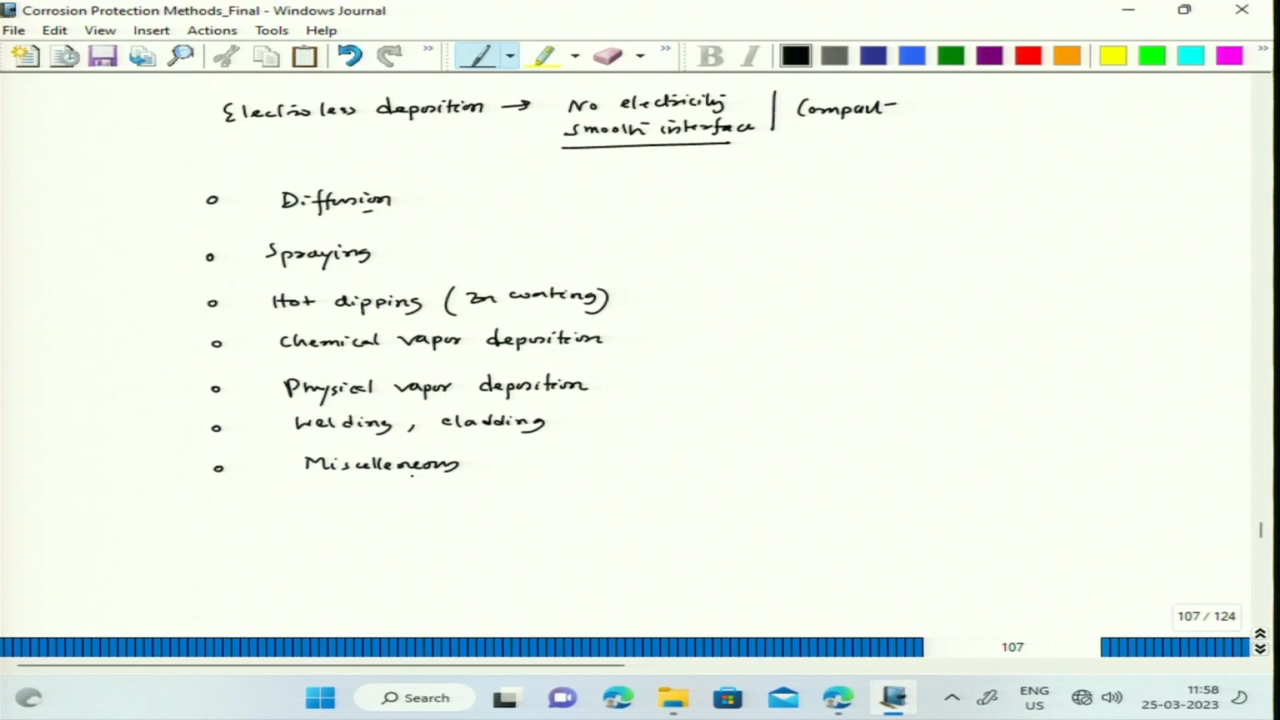 Corrosion Protection Methods_Final - Windows Journal
File Edit View Insert Actions Tools Help
Electroless deposition → No electricity | Compact
smooth interface
Diffusion
Spraying
Hot dipping (Zn coating)
Chemical vapor deposition
Physical vapor deposition
Welding, cladding
Miscelleneous
107 / 124
107
Search
ENG
US
11:58
25-03-2023